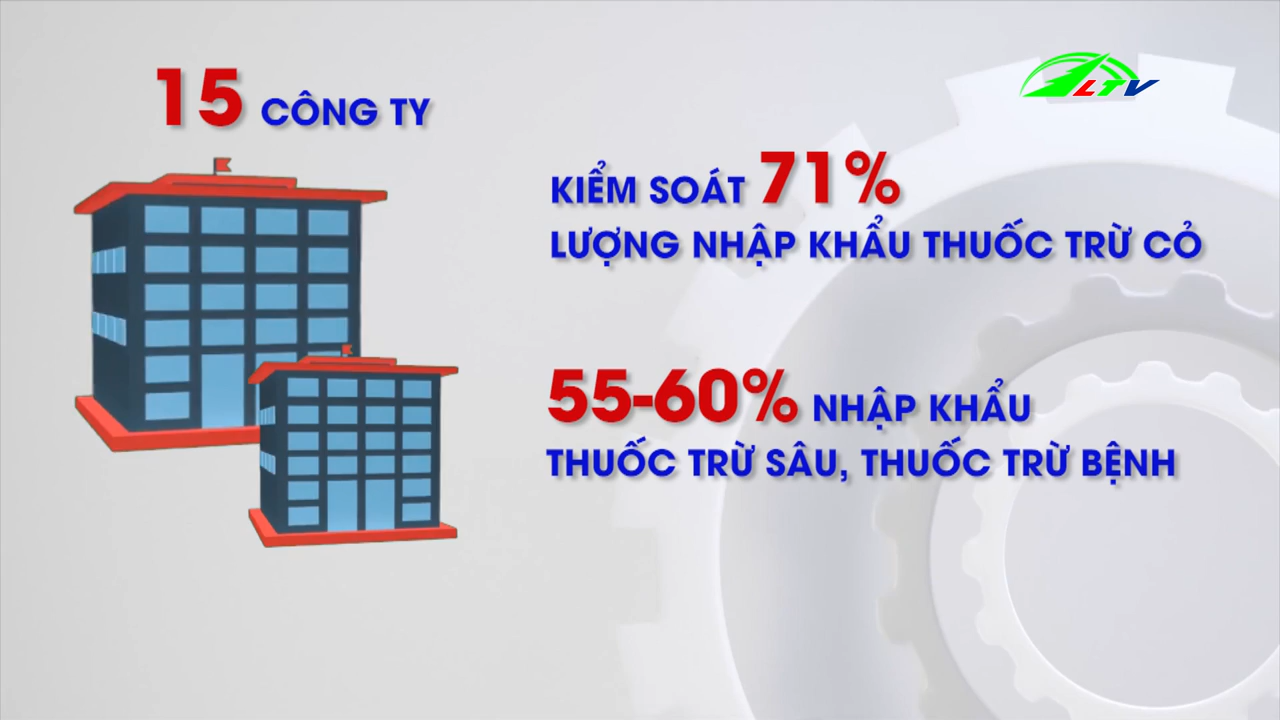 15 CÔNG TY
LTV
KIỂM SOÁT 71%
LƯỢNG NHẬP KHẨU THUỐC TRỪ CỎ
55-60% NHẬP KHẨU
THUỐC TRỪ SÂU, THUỐC TRỪ BỆNH